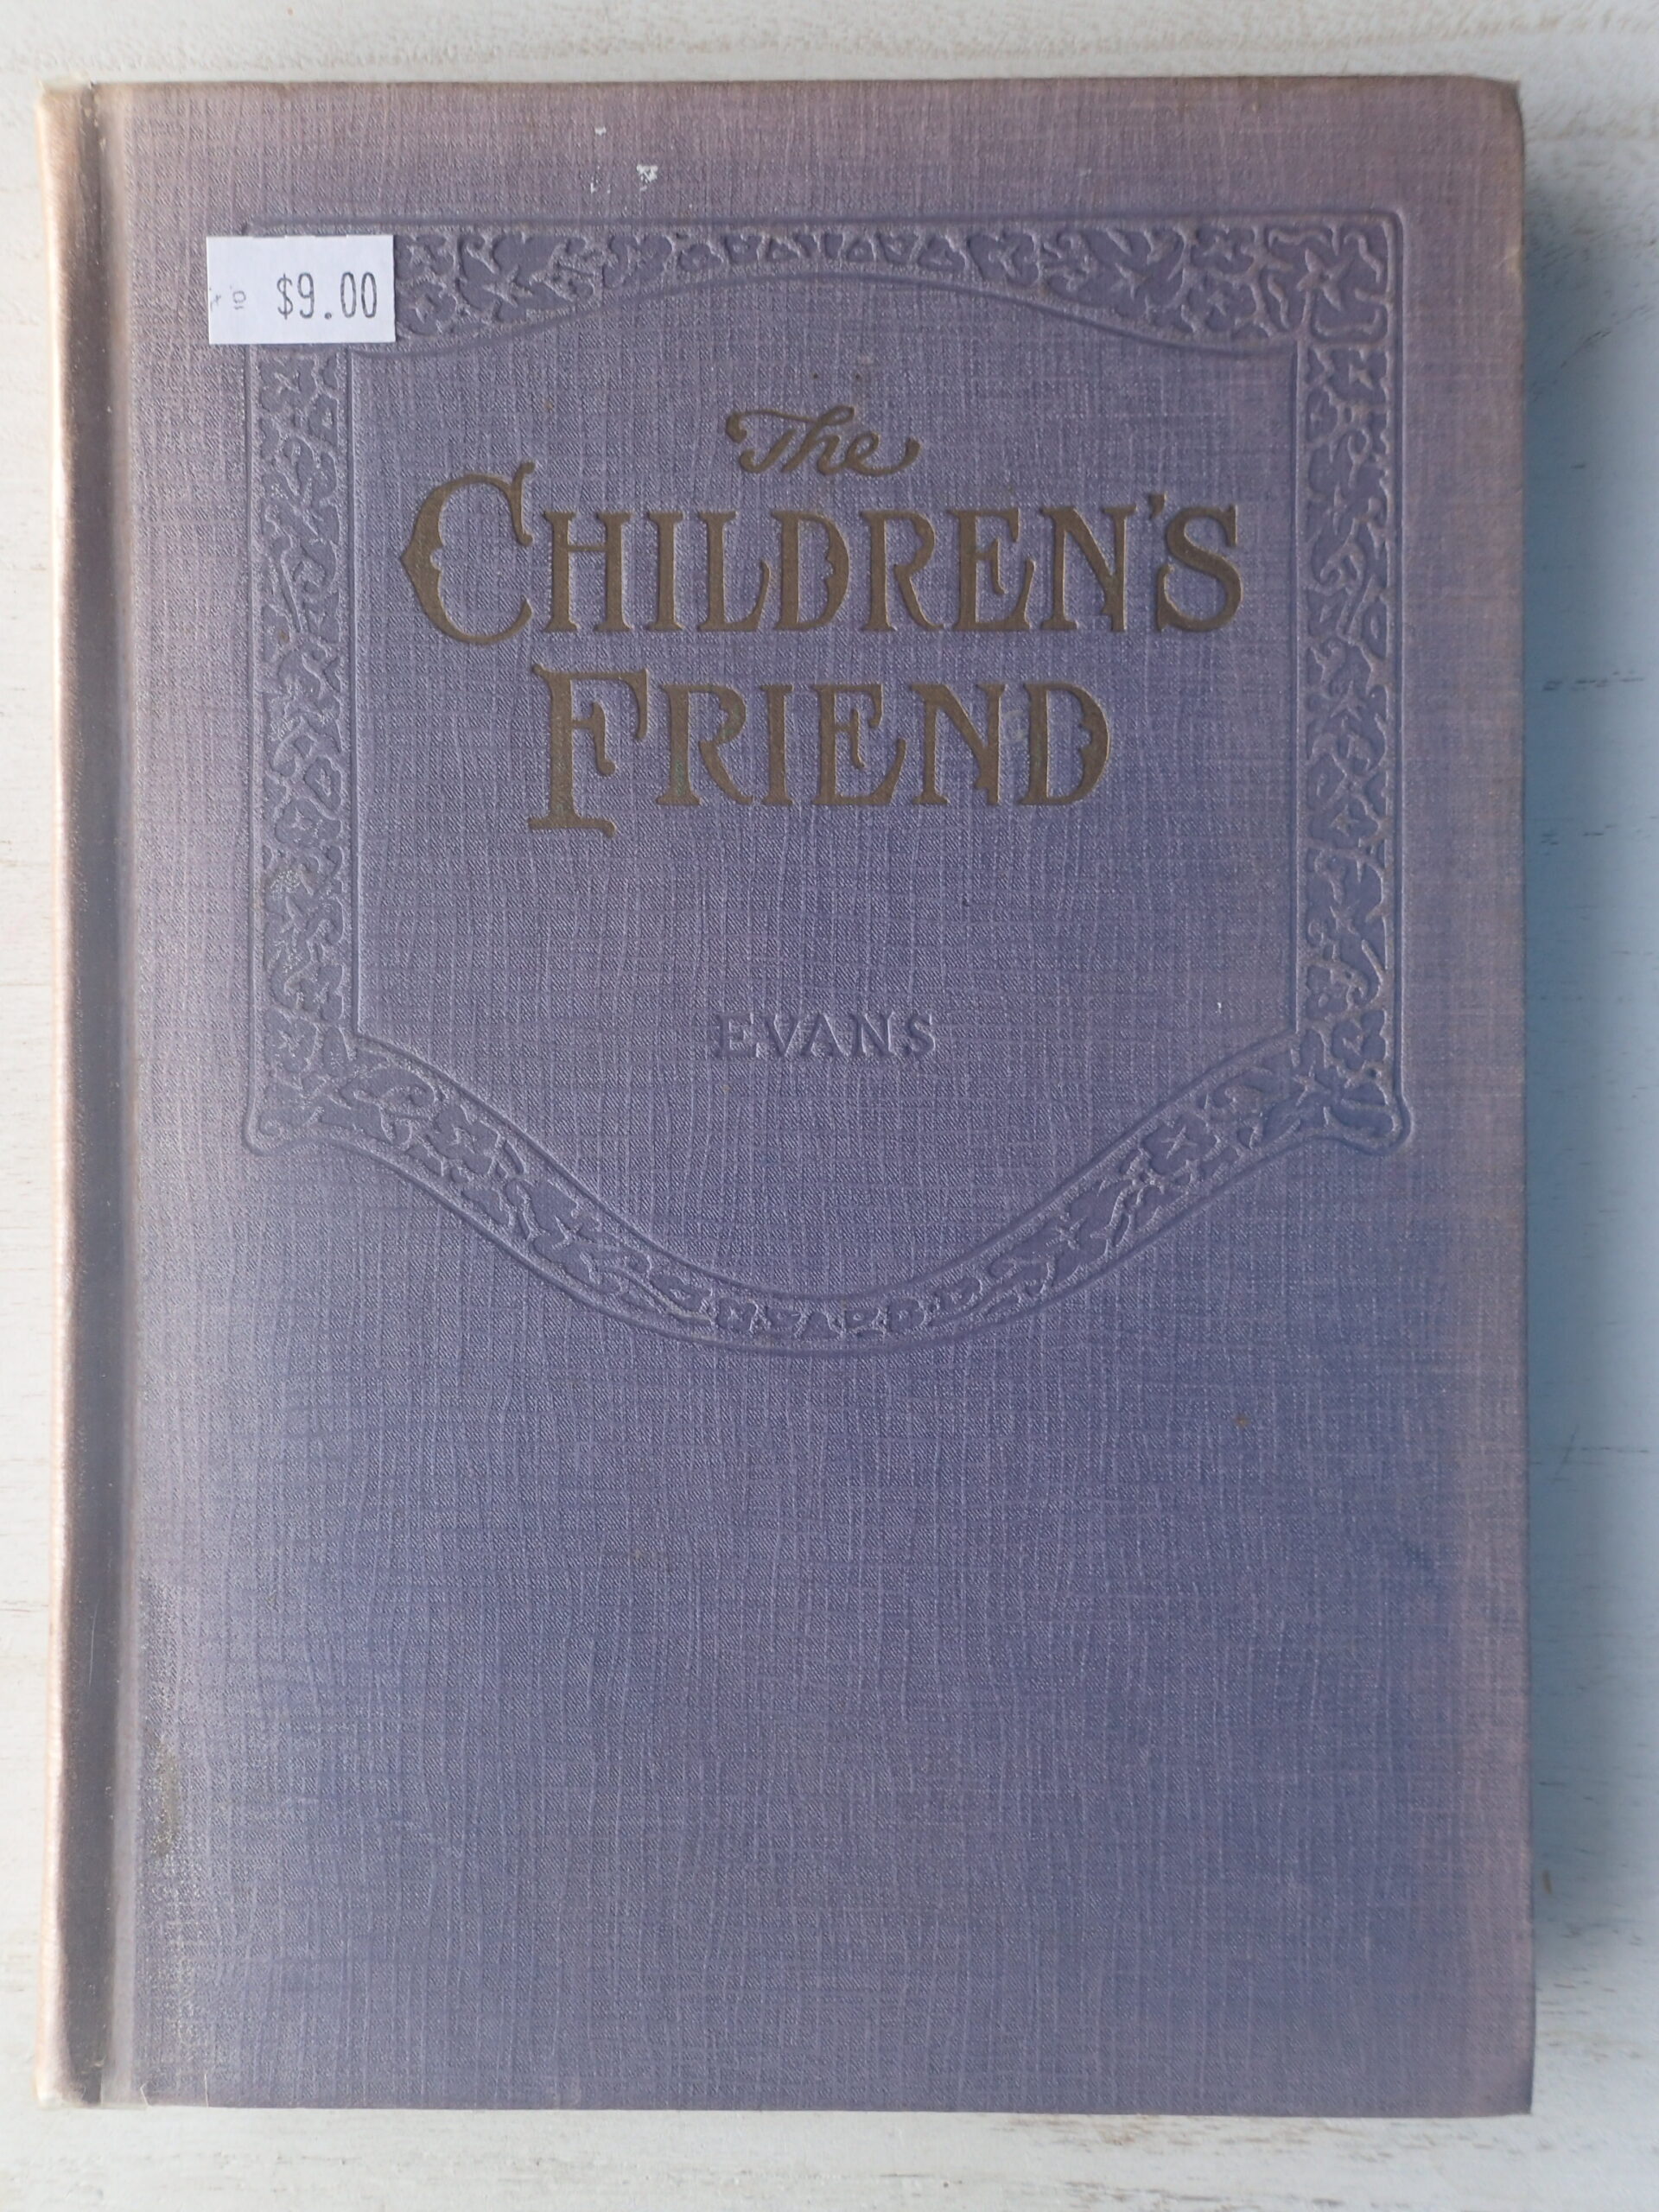 $9.00
The
CHILDREN'S
FRIEND
EVANS